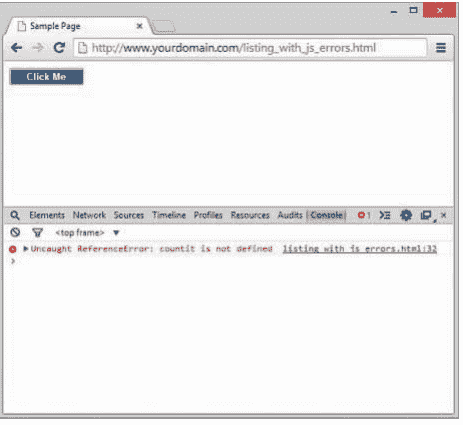 Sample Page
http://www.yourdomain.com/listing_with_js_errors.html
Click Me
Elements Network Sources Timeline Profiles Resources Audits Console 1
<top frame>
Uncaught ReferenceError: countit is not defined listing with js errors.html:32